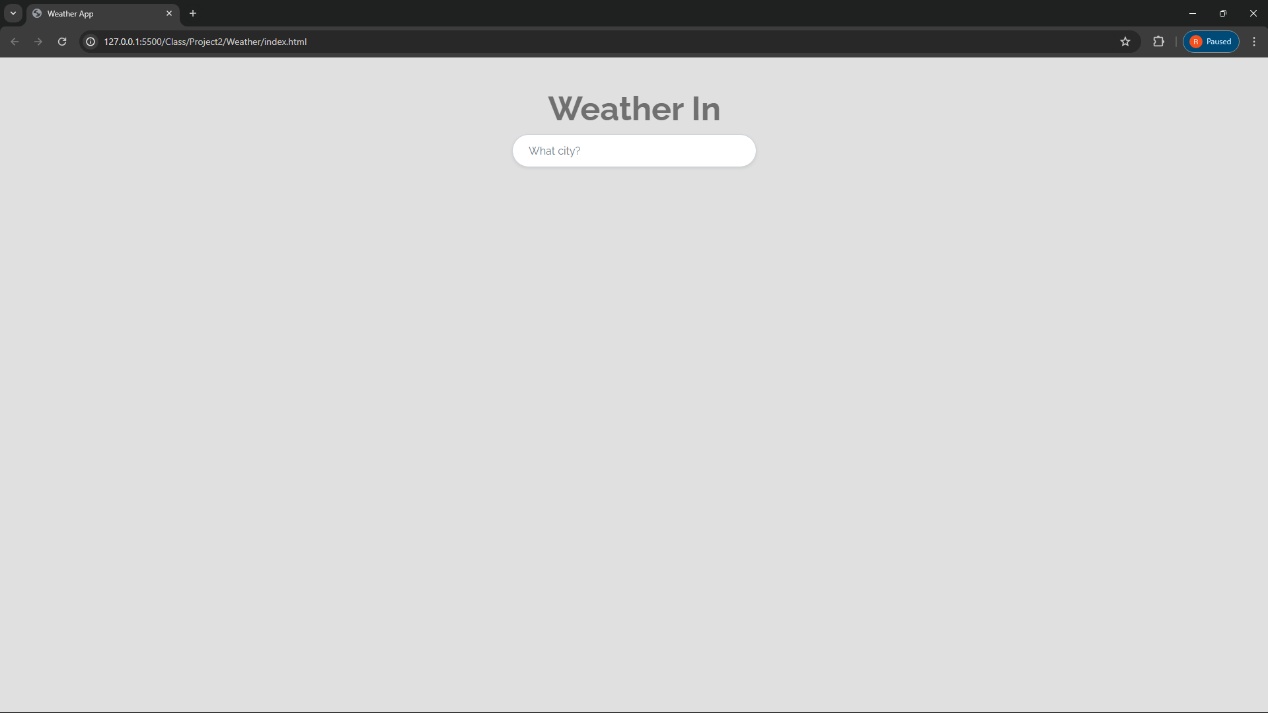 Weather App
127.0.0.1:5500/Class/Project2/Weather/index.html
R
Paused
Weather In
What city?